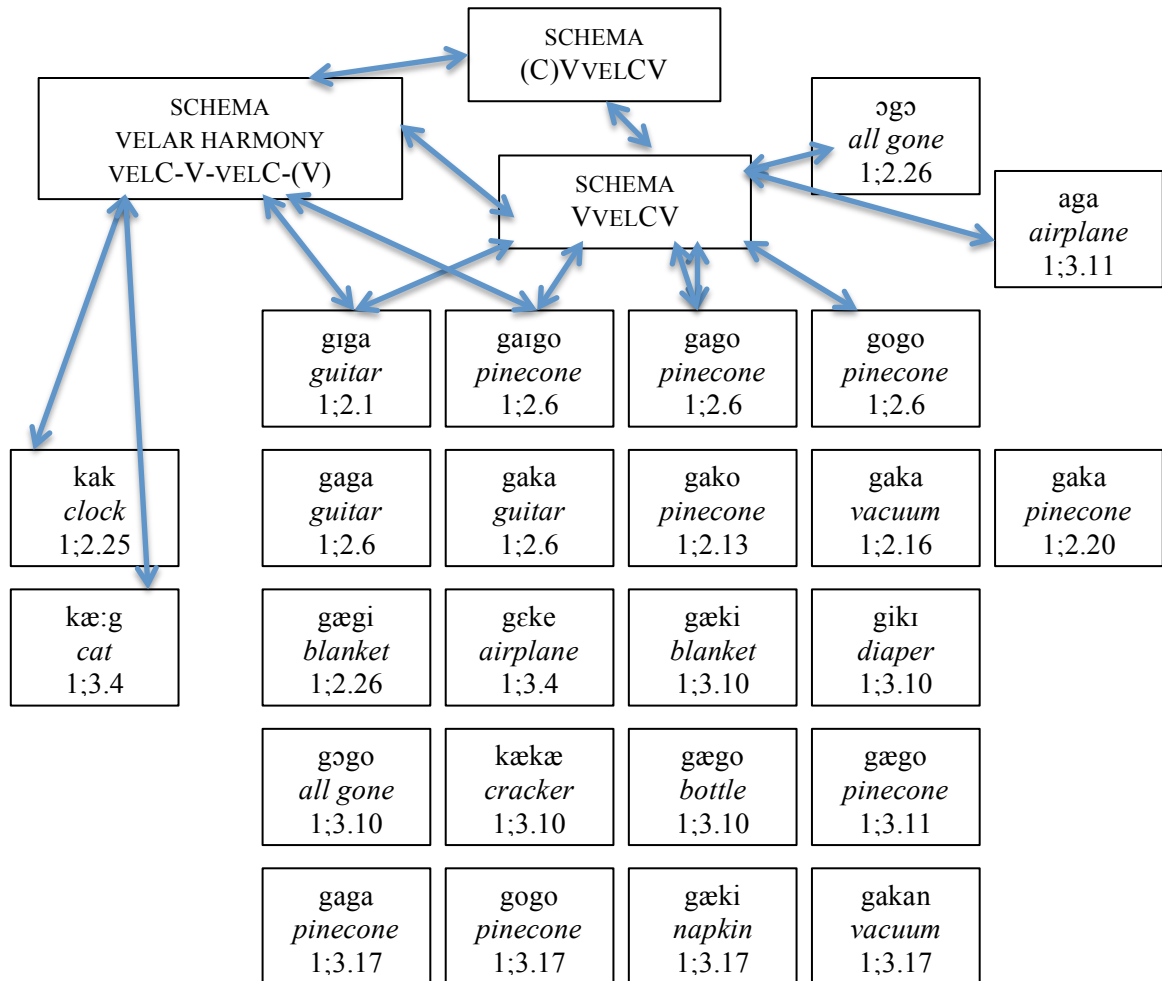 SCHEMA
(C)VVELCV
SCHEMA
VELAR HARMONY
VELC-V-VELC-(V)
SCHEMA
VVELCV
ɔgɔ
all gone
1;2.26
aga
airplane
1;3.11
gɪga
guitar
1;2.1
gaɪgo
pinecone
1;2.6
gago
pinecone
1;2.6
gogo
pinecone
1;2.6
kak
clock
1;2.25
gaga
guitar
1;2.6
gaka
guitar
1;2.6
gako
pinecone
1;2.13
gaka
vacuum
1;2.16
gaka
pinecone
1;2.20
kæ:g
cat
1;3.4
gægi
blanket
1;2.26
gɛke
airplane
1;3.4
gæki
blanket
1;3.10
gikɪ
diaper
1;3.10
gɔgo
all gone
1;3.10
kækæ
cracker
1;3.10
gægo
bottle
1;3.10
gægo
pinecone
1;3.11
gaga
pinecone
1;3.17
gogo
pinecone
1;3.17
gæki
napkin
1;3.17
gakan
vacuum
1;3.17